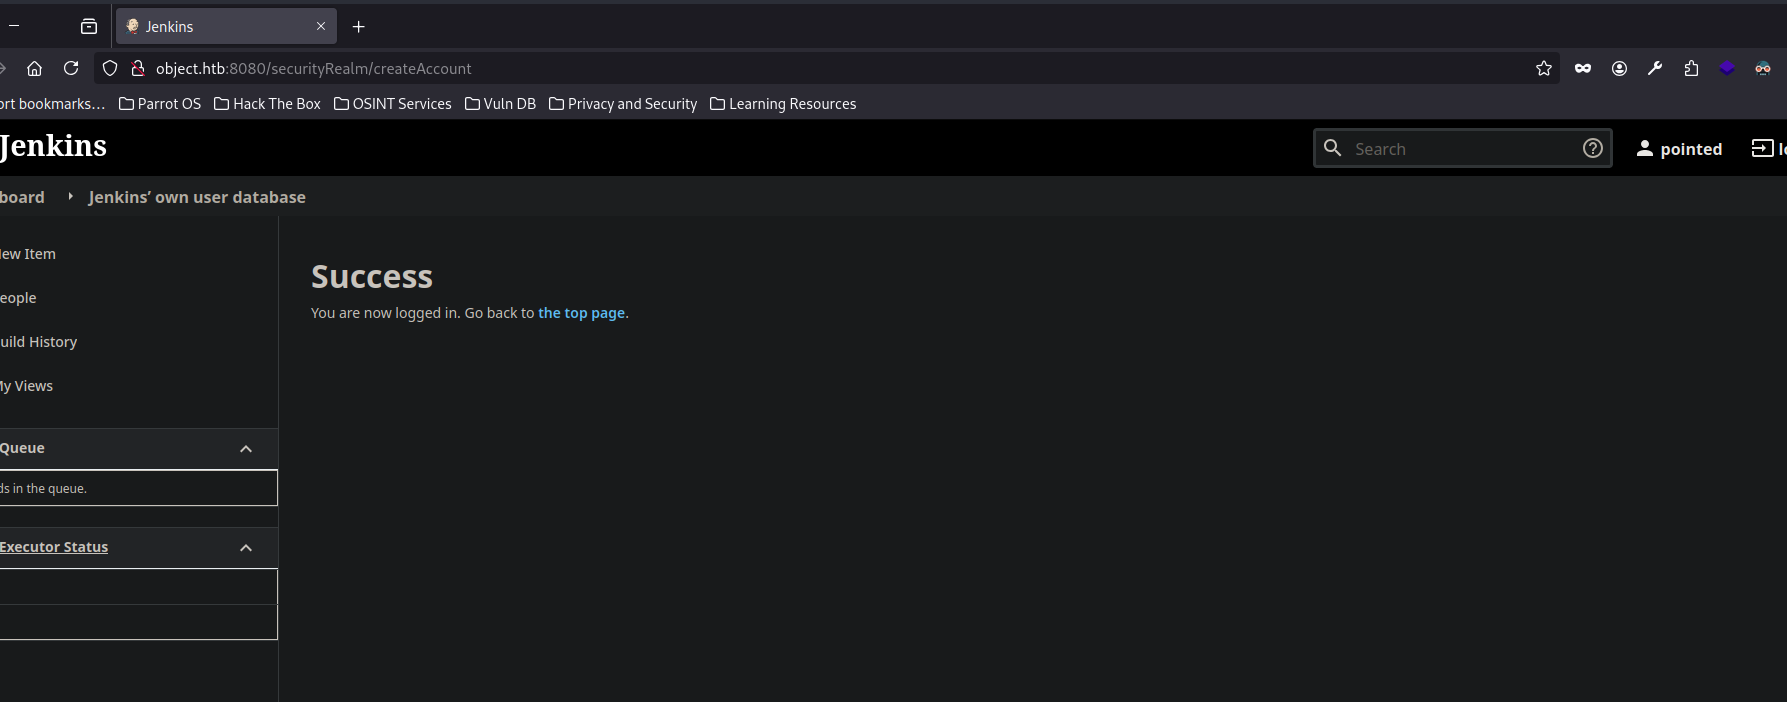 Jenkins
object.htb:8080/securityRealm/createAccount
ort bookmarks... Parrot OS Hack The Box OSINT Services Vuln DB Privacy and Security Learning Resources
Jenkins Search pointed lo
board Jenkins’ own user database
ew Item
eople
uild History
My Views
Success
You are now logged in. Go back to the top page.
Queue
ds in the queue.
Executor Status